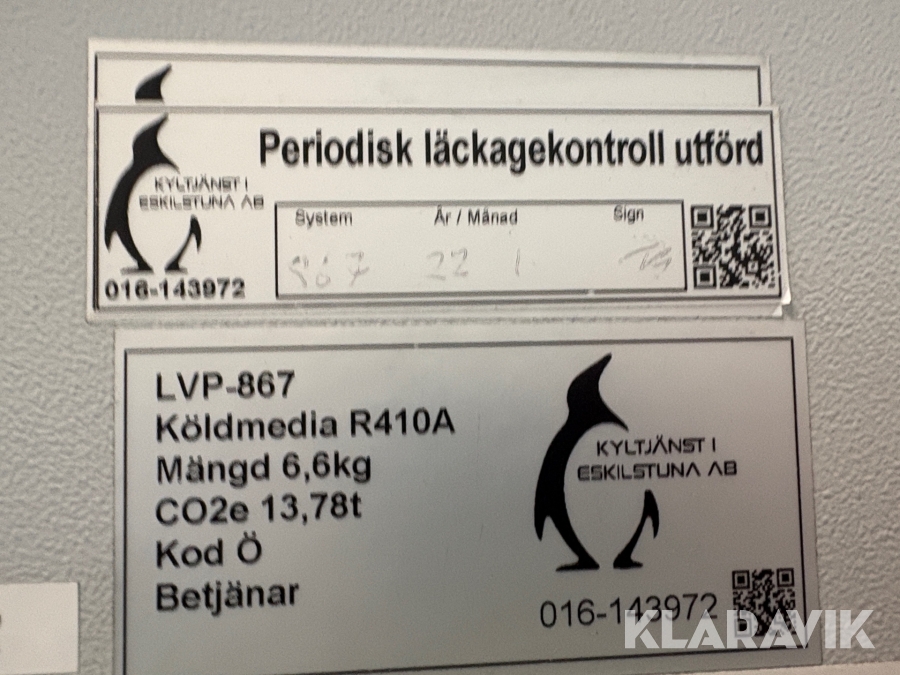 Periodisk läckagekontroll utförd
KYLTJÄNST I
ESKILSTUNA AB
System År / Månad Sign
867 22 1
016-143972
LVP-867
Köldmedia R410A
Mängd 6,6kg
CO2e 13,78t
Kod Ö
Betjänar
KYLTJÄNST I
ESKILSTUNA AB
016-143972
KLARAVIK